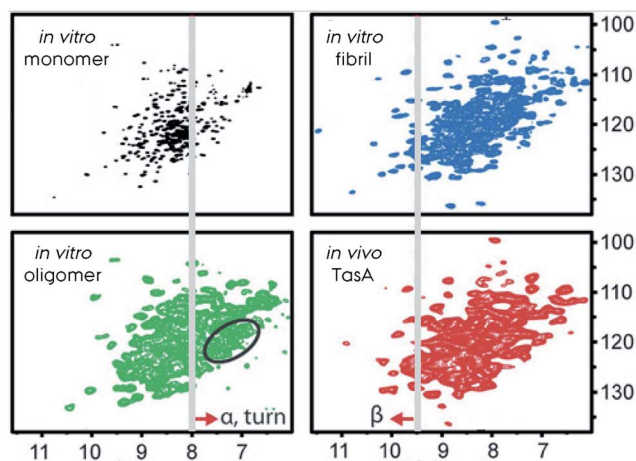 in vitro
monomer
in vitro
fibril
100
110
120
130
in vitro
oligomer
in vivo
TasA
100
110
120
130
α, turn
β
11 10 9 8 7
11 10 9 8 7